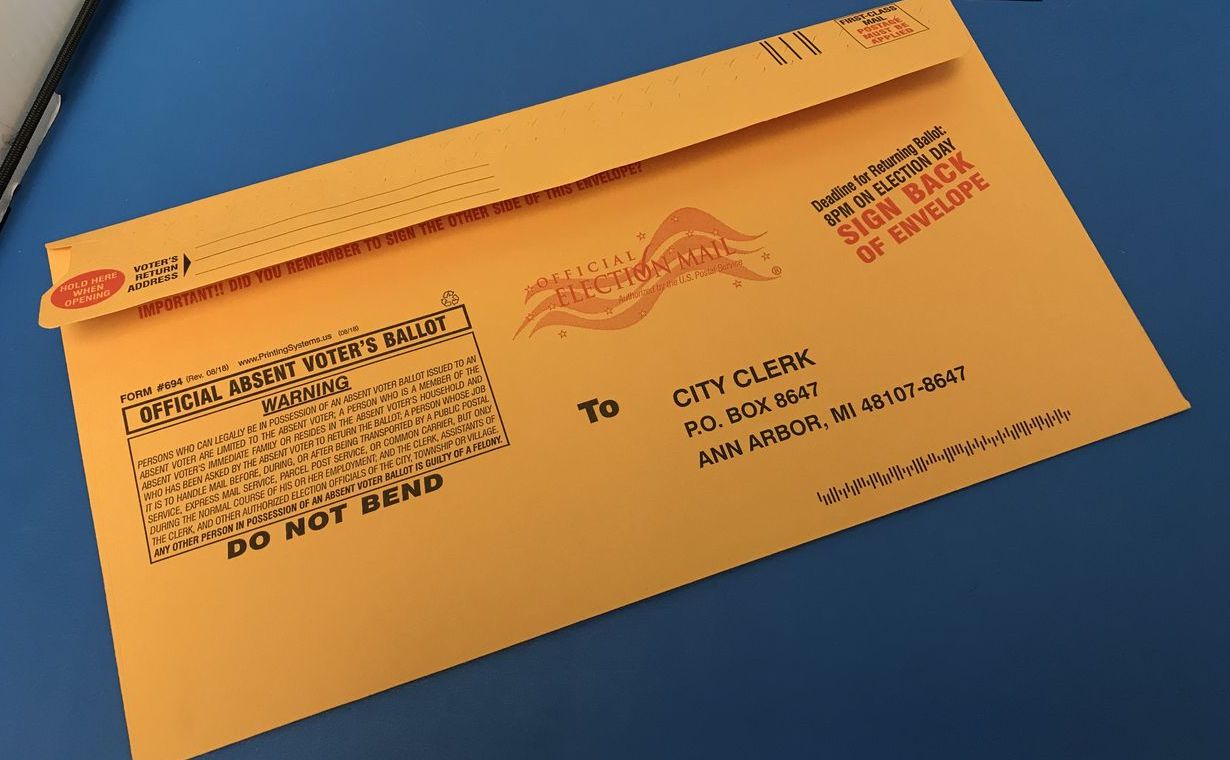 FIRST-CLASS
MAIL
POSTAGE
MUST BE
APPLIED
HOLD HERE
WHEN
OPENING
VOTER'S
RETURN
ADDRESS
IMPORTANT!! DID YOU REMEMBER TO SIGN THE OTHER SIDE OF THIS ENVELOPE?
Deadline for Returning Ballot:
8PM ON ELECTION DAY
SIGN BACK
OF ENVELOPE
OFFICIAL
ELECTION MAIL
Authorized by the U.S. Postal Service
®
FORM #694 (Rev. 08/18) www.PrintingSystems.us (08/18)
OFFICIAL ABSENT VOTER'S BALLOT
WARNING
PERSONS WHO CAN LEGALLY BE IN POSSESSION OF AN ABSENT VOTER BALLOT ISSUED TO AN
ABSENT VOTER ARE LIMITED TO THE ABSENT VOTER; A PERSON WHO IS A MEMBER OF THE
ABSENT VOTER'S IMMEDIATE FAMILY OR RESIDES IN THE ABSENT VOTER'S HOUSEHOLD AND
WHO HAS BEEN ASKED BY THE ABSENT VOTER TO RETURN THE BALLOT; A PERSON WHOSE JOB
IT IS TO HANDLE MAIL BEFORE, DURING, OR AFTER BEING TRANSPORTED BY A PUBLIC POSTAL
SERVICE, EXPRESS MAIL SERVICE, PARCEL POST SERVICE, OR COMMON CARRIER, BUT ONLY
DURING THE NORMAL COURSE OF HIS OR HER EMPLOYMENT; AND THE CLERK, ASSISTANTS OF
THE CLERK, AND OTHER AUTHORIZED ELECTION OFFICIALS OF THE CITY, TOWNSHIP OR VILLAGE.
ANY OTHER PERSON IN POSSESSION OF AN ABSENT VOTER BALLOT IS GUILTY OF A FELONY.
DO NOT BEND
To
CITY CLERK
P.O. BOX 8647
ANN ARBOR, MI 48107-8647